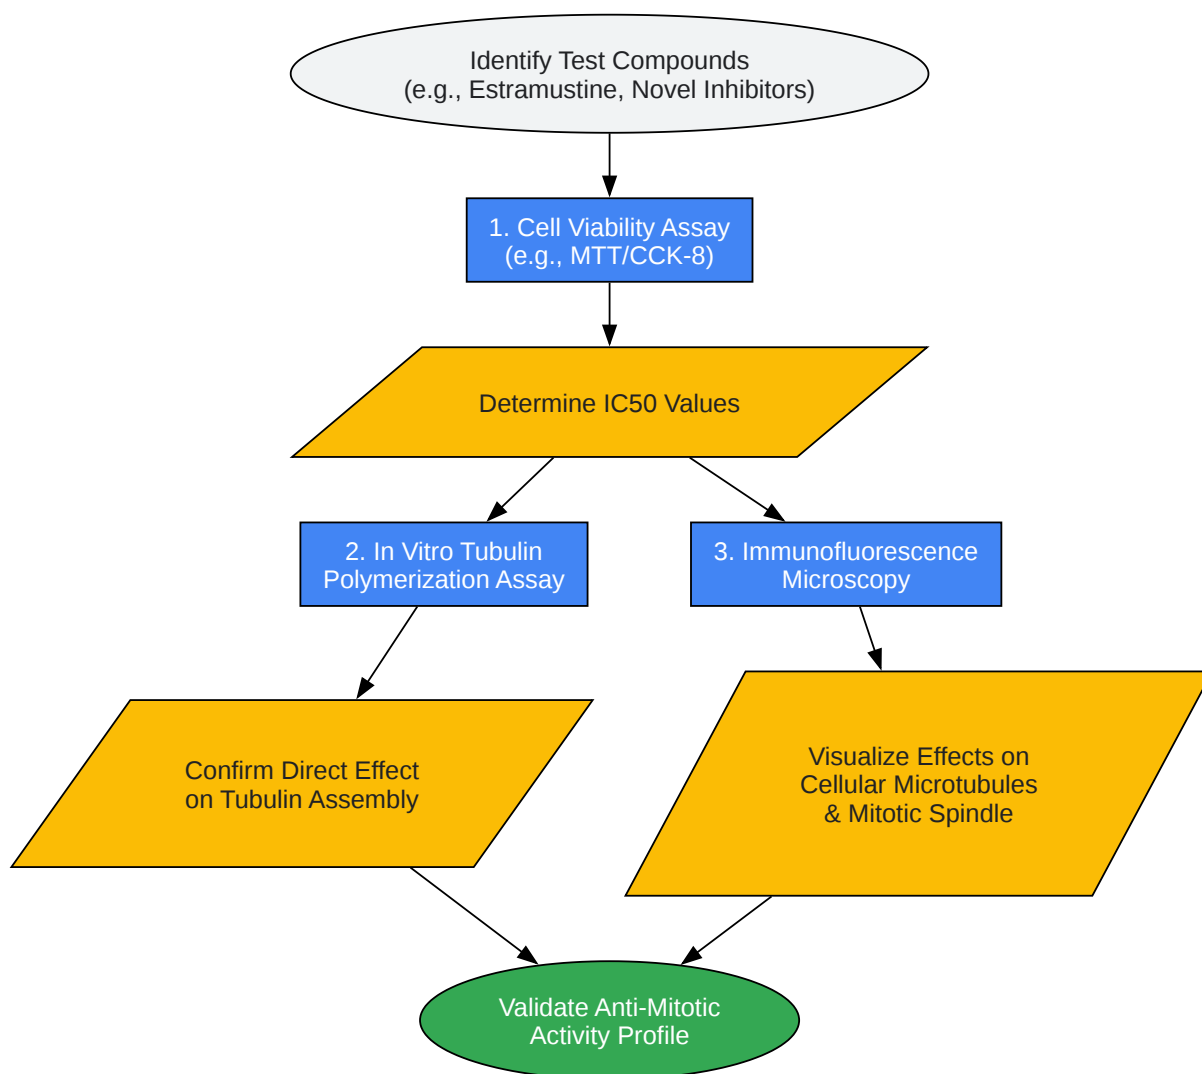 Identify Test Compounds
(e.g., Estramustine, Novel Inhibitors)
1. Cell Viability Assay
(e.g., MTT/CCK-8)
Determine IC50 Values
2. In Vitro Tubulin
Polymerization Assay
3. Immunofluorescence
Microscopy
Confirm Direct Effect
on Tubulin Assembly
Visualize Effects on
Cellular Microtubules
& Mitotic Spindle
Validate Anti-Mitotic
Activity Profile